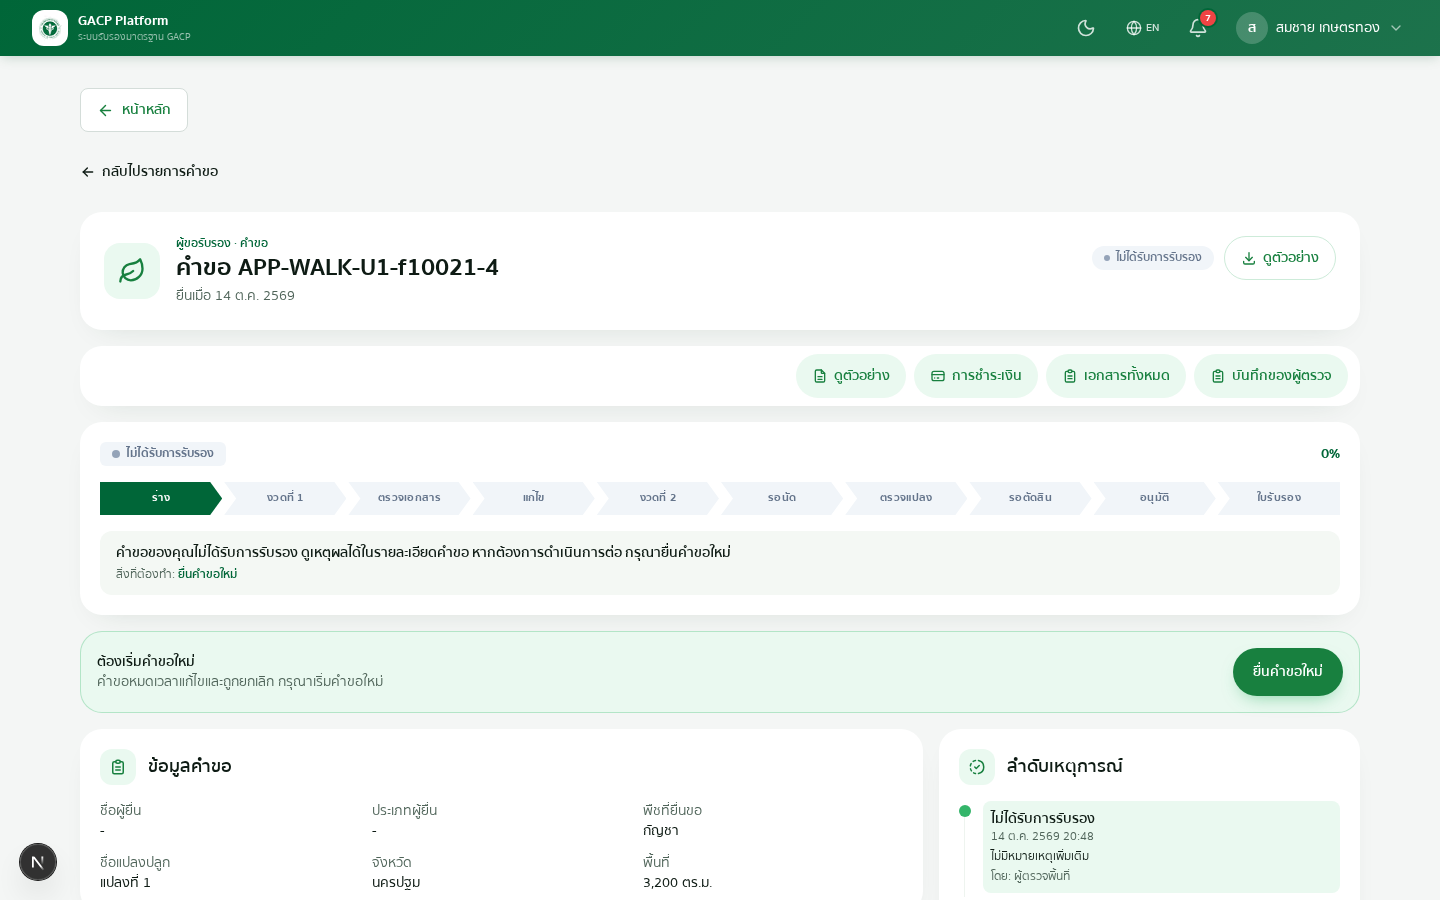 GACP Platform
ระบบรับรองมาตรฐาน GACP
EN
7
ส
สมชาย เกษตรทอง
หน้าหลัก
กลับไปรายการคำขอ
ผู้ขอรับรอง · คำขอ
คำขอ APP-WALK-U1-f10021-4
ยื่นเมื่อ 14 ต.ค. 2569
ไม่ได้รับการรับรอง
ดูตัวอย่าง
ดูตัวอย่าง
การชำระเงิน
เอกสารทั้งหมด
บันทึกของผู้ตรวจ
ไม่ได้รับการรับรอง
0%
ร่าง
งวดที่ 1
ตรวจเอกสาร
แก้ไข
งวดที่ 2
รอนัด
ตรวจแปลง
รอตัดสิน
อนุมัติ
ใบรับรอง
คำขอของคุณไม่ได้รับการรับรอง ดูเหตุผลได้ในรายละเอียดคำขอ หากต้องการดำเนินการต่อ กรุณายื่นคำขอใหม่
สิ่งที่ต้องทำ: ยื่นคำขอใหม่
ต้องเริ่มคำขอใหม่
คำขอหมดเวลาแก้ไขและถูกยกเลิก กรุณาเริ่มคำขอใหม่
ยื่นคำขอใหม่
ข้อมูลคำขอ
ชื่อผู้ยื่น
-
ประเภทผู้ยื่น
-
พืชที่ยื่นขอ
กัญชา
ชื่อแปลงปลูก
แปลงที่ 1
จังหวัด
นครปฐม
พื้นที่
3,200 ตร.ม.
ลำดับเหตุการณ์
ไม่ได้รับการรับรอง
14 ต.ค. 2569 20:48
ไม่มีหมายเหตุเพิ่มเติม
โดย: ผู้ตรวจพื้นที่
N